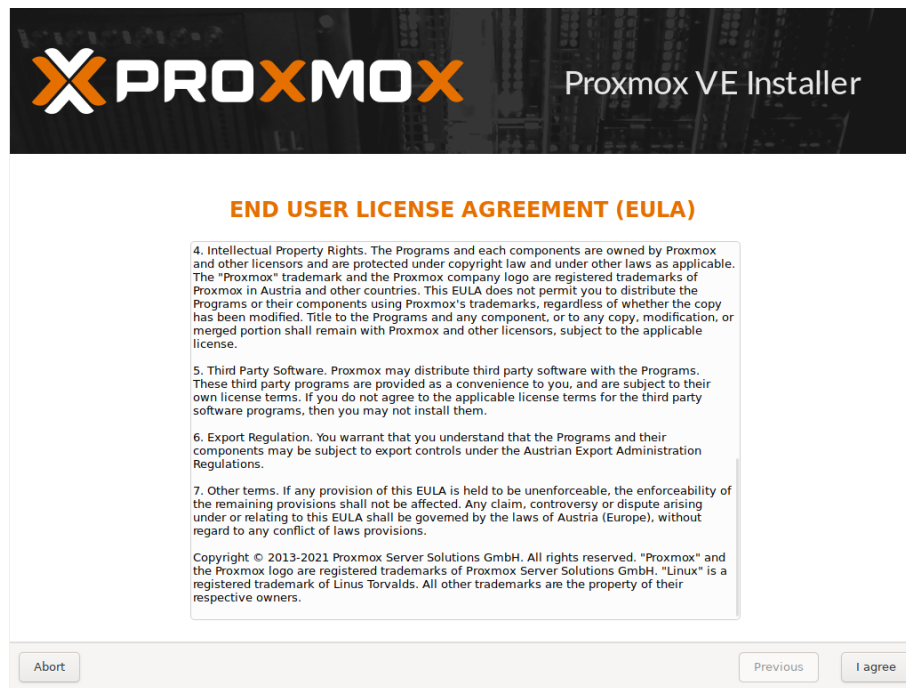 PROXMOX
Proxmox VE Installer
END USER LICENSE AGREEMENT (EULA)
4. Intellectual Property Rights. The Programs and each components are owned by Proxmox
and other licensors and are protected under copyright law and under other laws as applicable.
The "Proxmox" trademark and the Proxmox company logo are registered trademarks of
Proxmox in Austria and other countries. This EULA does not permit you to distribute the
Programs or their components using Proxmox's trademarks, regardless of whether the copy
has been modified. Title to the Programs and any component, or to any copy, modification, or
merged portion shall remain with Proxmox and other licensors, subject to the applicable
license.
5. Third Party Software. Proxmox may distribute third party software with the Programs.
These third party programs are provided as a convenience to you, and are subject to their
own license terms. If you do not agree to the applicable license terms for the third party
software programs, then you may not install them.
6. Export Regulation. You warrant that you understand that the Programs and their
components may be subject to export controls under the Austrian Export Administration
Regulations.
7. Other terms. If any provision of this EULA is held to be unenforceable, the enforceability of
the remaining provisions shall not be affected. Any claim, controversy or dispute arising
under or relating to this EULA shall be governed by the laws of Austria (Europe), without
regard to any conflict of laws provisions.
Copyright © 2013-2021 Proxmox Server Solutions GmbH. All rights reserved. "Proxmox" and
the Proxmox logo are registered trademarks of Proxmox Server Solutions GmbH. "Linux" is a
registered trademark of Linus Torvalds. All other trademarks are the property of their
respective owners.
Abort
Previous
I agree